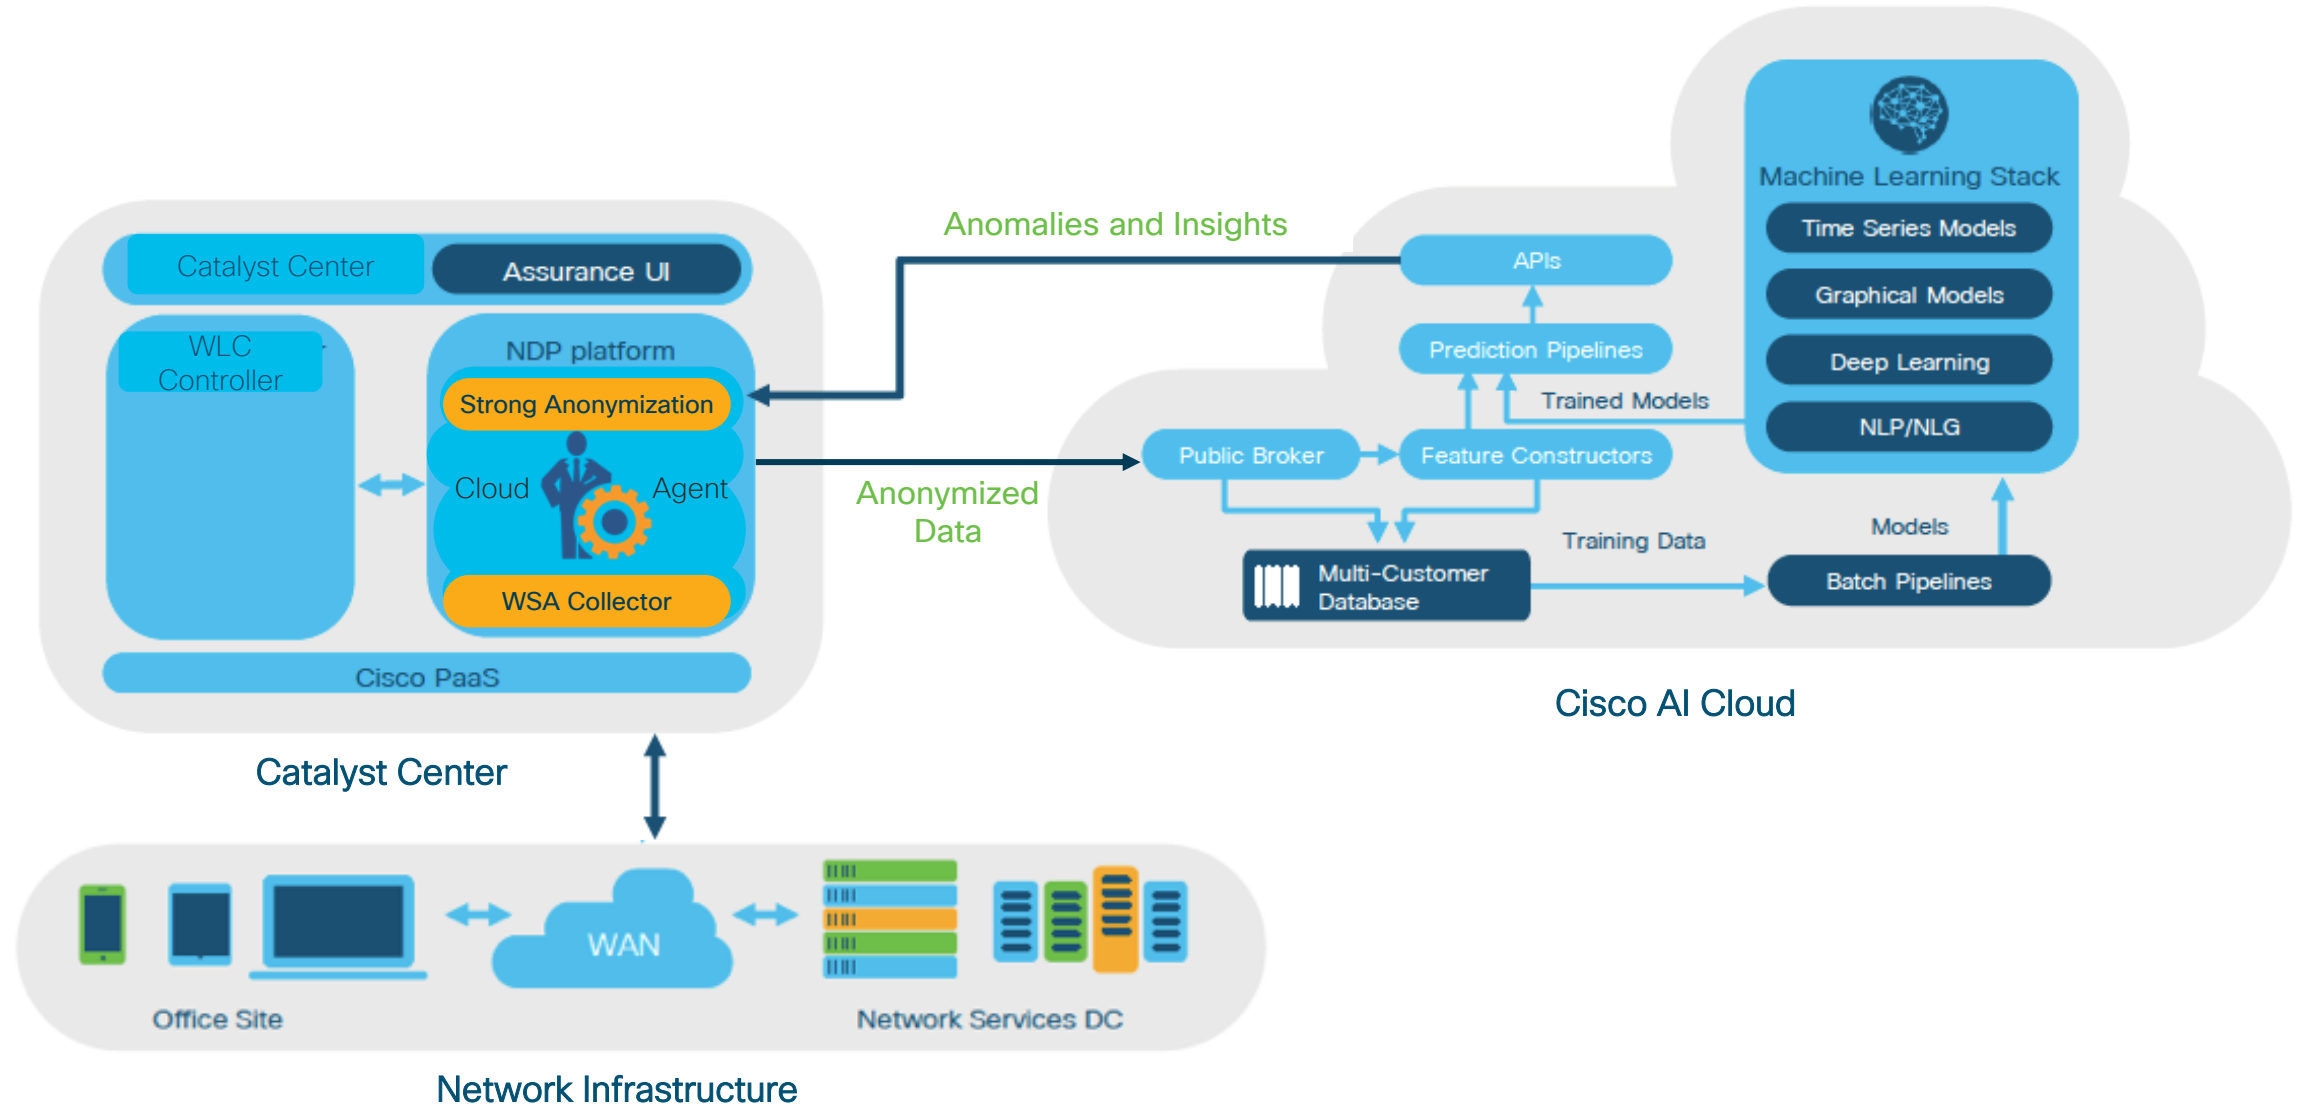 Catalyst Center
Assurance UI
WLC
Controller
NDP platform
Strong Anonymization
Cloud
Agent
WSA Collector
Cisco PaaS
Catalyst Center
Anomalies and Insights
Anonymized
Data
Machine Learning Stack
Time Series Models
Graphical Models
Deep Learning
NLP/NLG
APIs
Prediction Pipelines
Trained Models
Public Broker
Feature Constructors
Training Data
Models
Multi-Customer
Database
Batch Pipelines
Cisco AI Cloud
WAN
Office Site
Network Services DC
Network Infrastructure